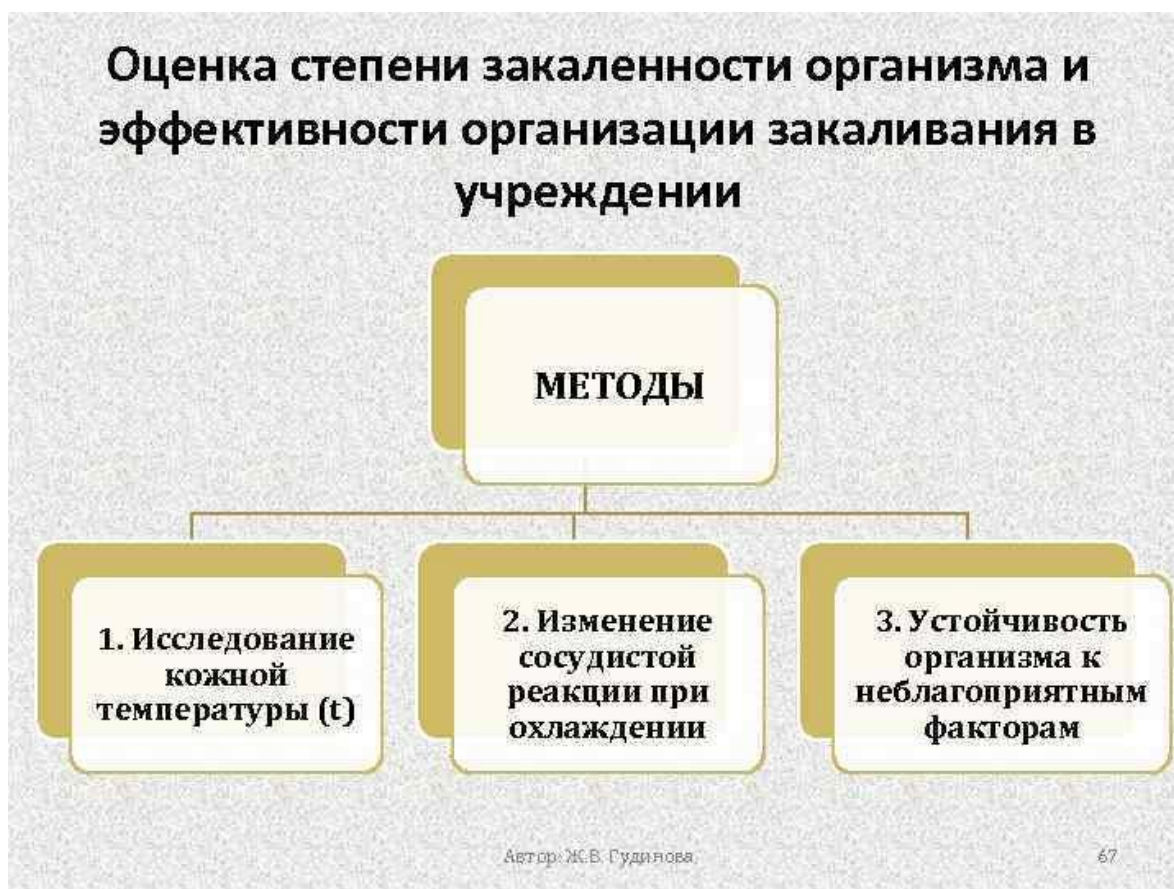 Оценка степени закаленности организма и
эффективности организации закаливания в
учреждении
МЕТОДЫ
1. Исследование
кожной
температуры (t)
2. Изменение
сосудистой
реакции при
охлаждении
3. Устойчивость
организма к
неблагоприятным
факторам
Автор: Ж.В. Гудинова
67